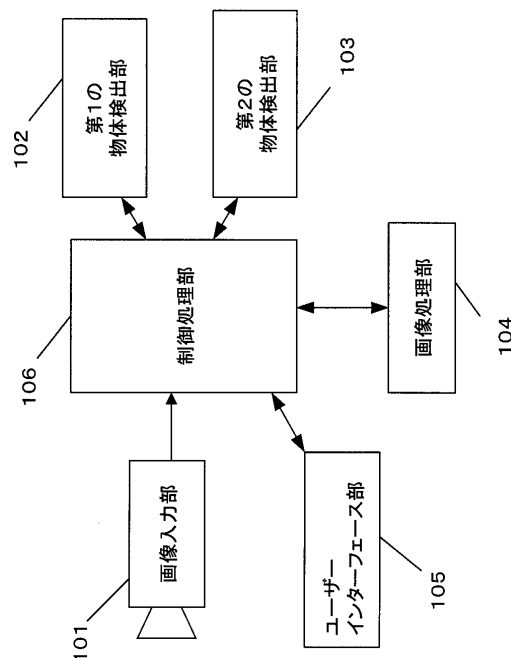 102
第1の
物体検出部
103
第2の
物体検出部
106
制御処理部
画像処理部
104
101
画像入力部
ユーザー
インターフェース部
105